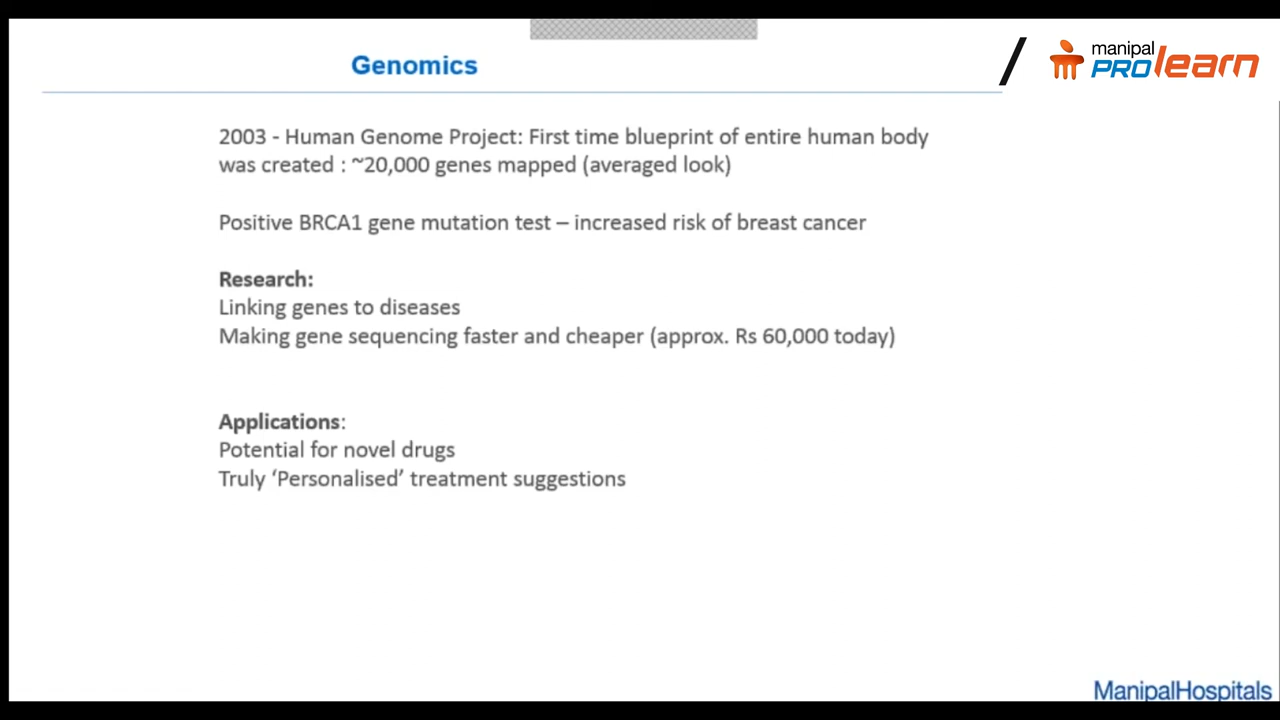 Genomics
manipal
PROlearn
2003 - Human Genome Project: First time blueprint of entire human body
was created : ~20,000 genes mapped (averaged look)
Positive BRCA1 gene mutation test – increased risk of breast cancer
Research:
Linking genes to diseases
Making gene sequencing faster and cheaper (approx. Rs 60,000 today)
Applications:
Potential for novel drugs
Truly ‘Personalised’ treatment suggestions
ManipalHospitals